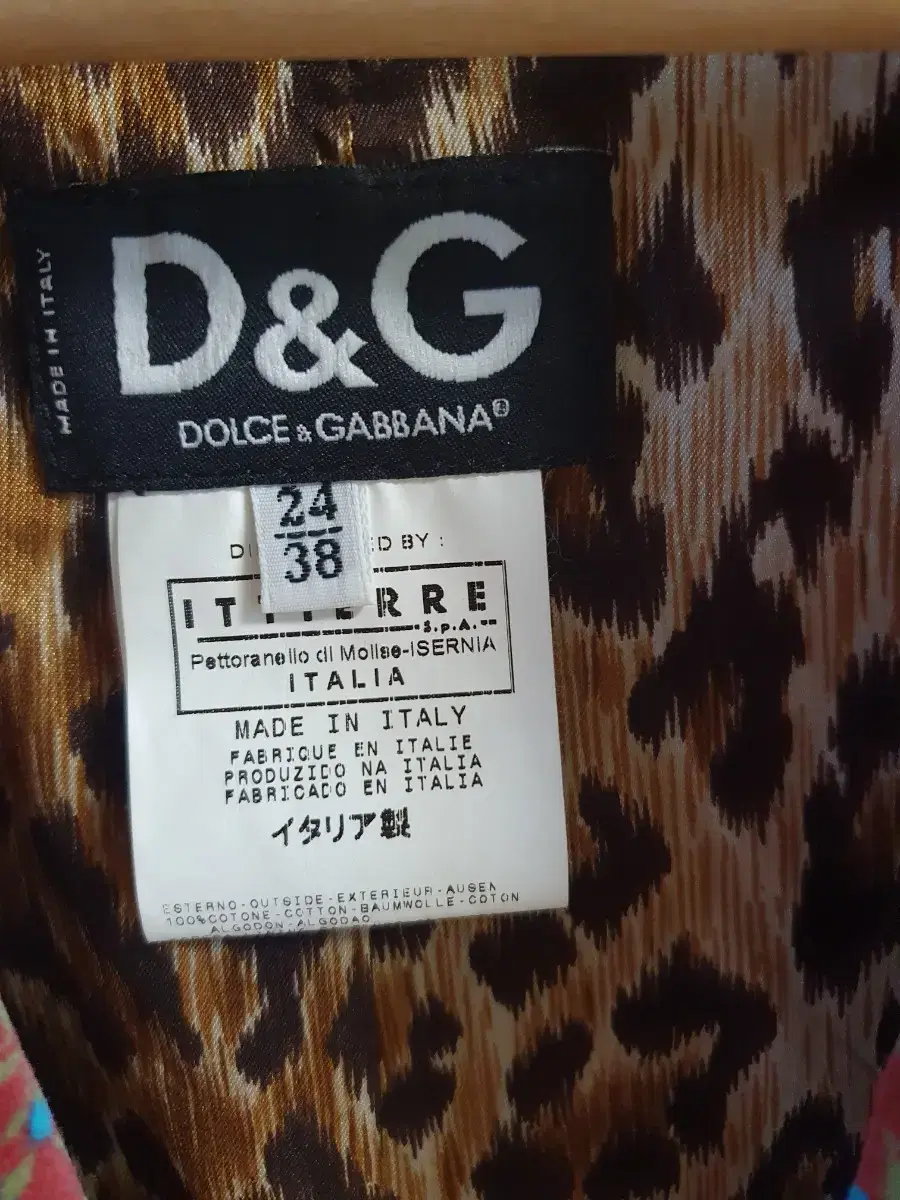 MADE IN ITALY
D&G
DOLCE & GABBANA®
24
38
D BY :
ITTIERRE
S.p.A.
Pettoranello di Molise-ISERNIA
ITALIA
MADE IN ITALY
FABRIQUE EN ITALIE
PRODUZIDO NA ITALIA
FABRICADO EN ITALIA
イタリア製
ESTERNO-OUTSIDE-EXTERIEUR-AUSEN
100%COTONE-COTTON-BAUMWOLLE-COTON
ALGODON-ALGODAO